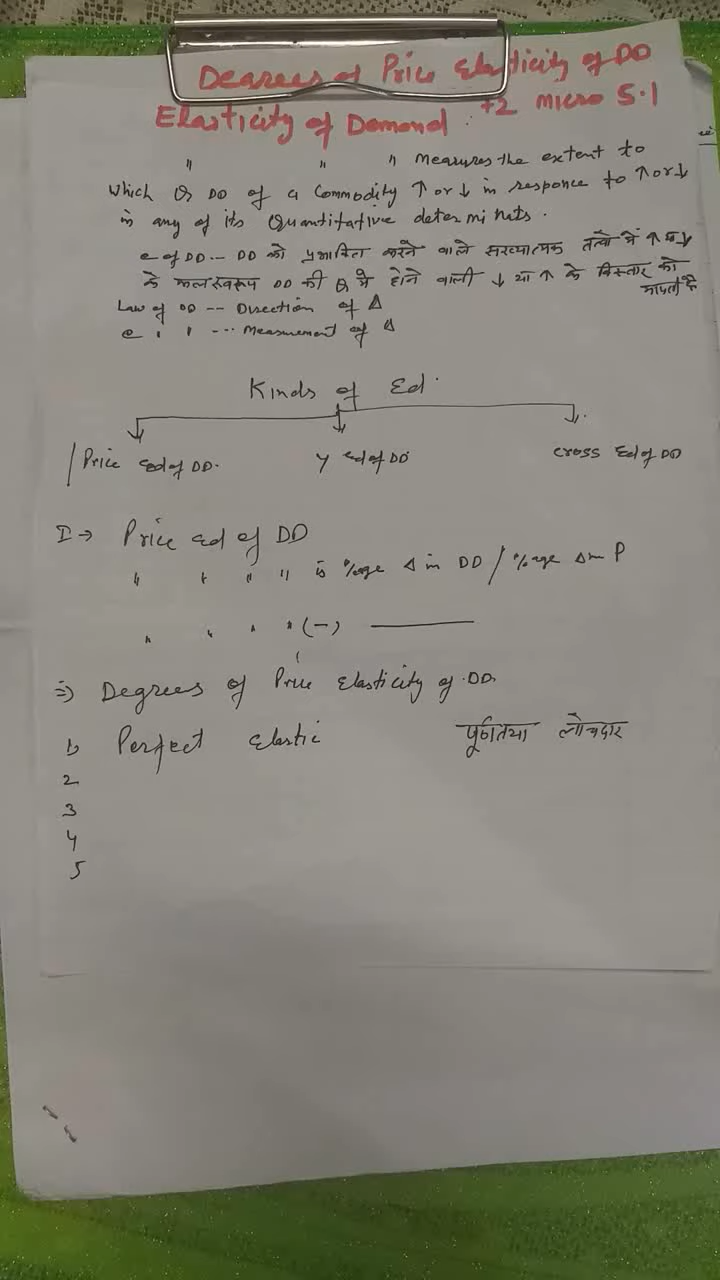 Degrees of Price Elasticity of DD
Elasticity of Demand : +2 micro 5.1
" " " Measures the extent to
which Q DD of a Commodity ↑ or ↓ in responce to ↑ or ↓
in any of its Quantitative determinats.
e of DD -- DD को प्रभावित करने वाले संख्यात्मक तत्वो में ↑ या ↓
के फलस्वरूप DD की Q में होने वाली ↓ या ↑ के विस्तार को
मापती है
Law of DD -- Direction of Δ
e " " --- Measurment of Δ
Kinds of Ed.
Price ed of DD. Y ed of DD cross Ed of DD
I → Price ed of DD
" " " " is %age Δ in DD / %age Δ in P
" " " " (-)
⇒ Degrees of Price Elasticity of DD.
1) Perfect Elastic पूर्णतया लोचदार
2
3
4
5